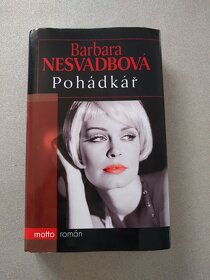 Barbara
NESVADBOVÁ
Pohádkář
motto román